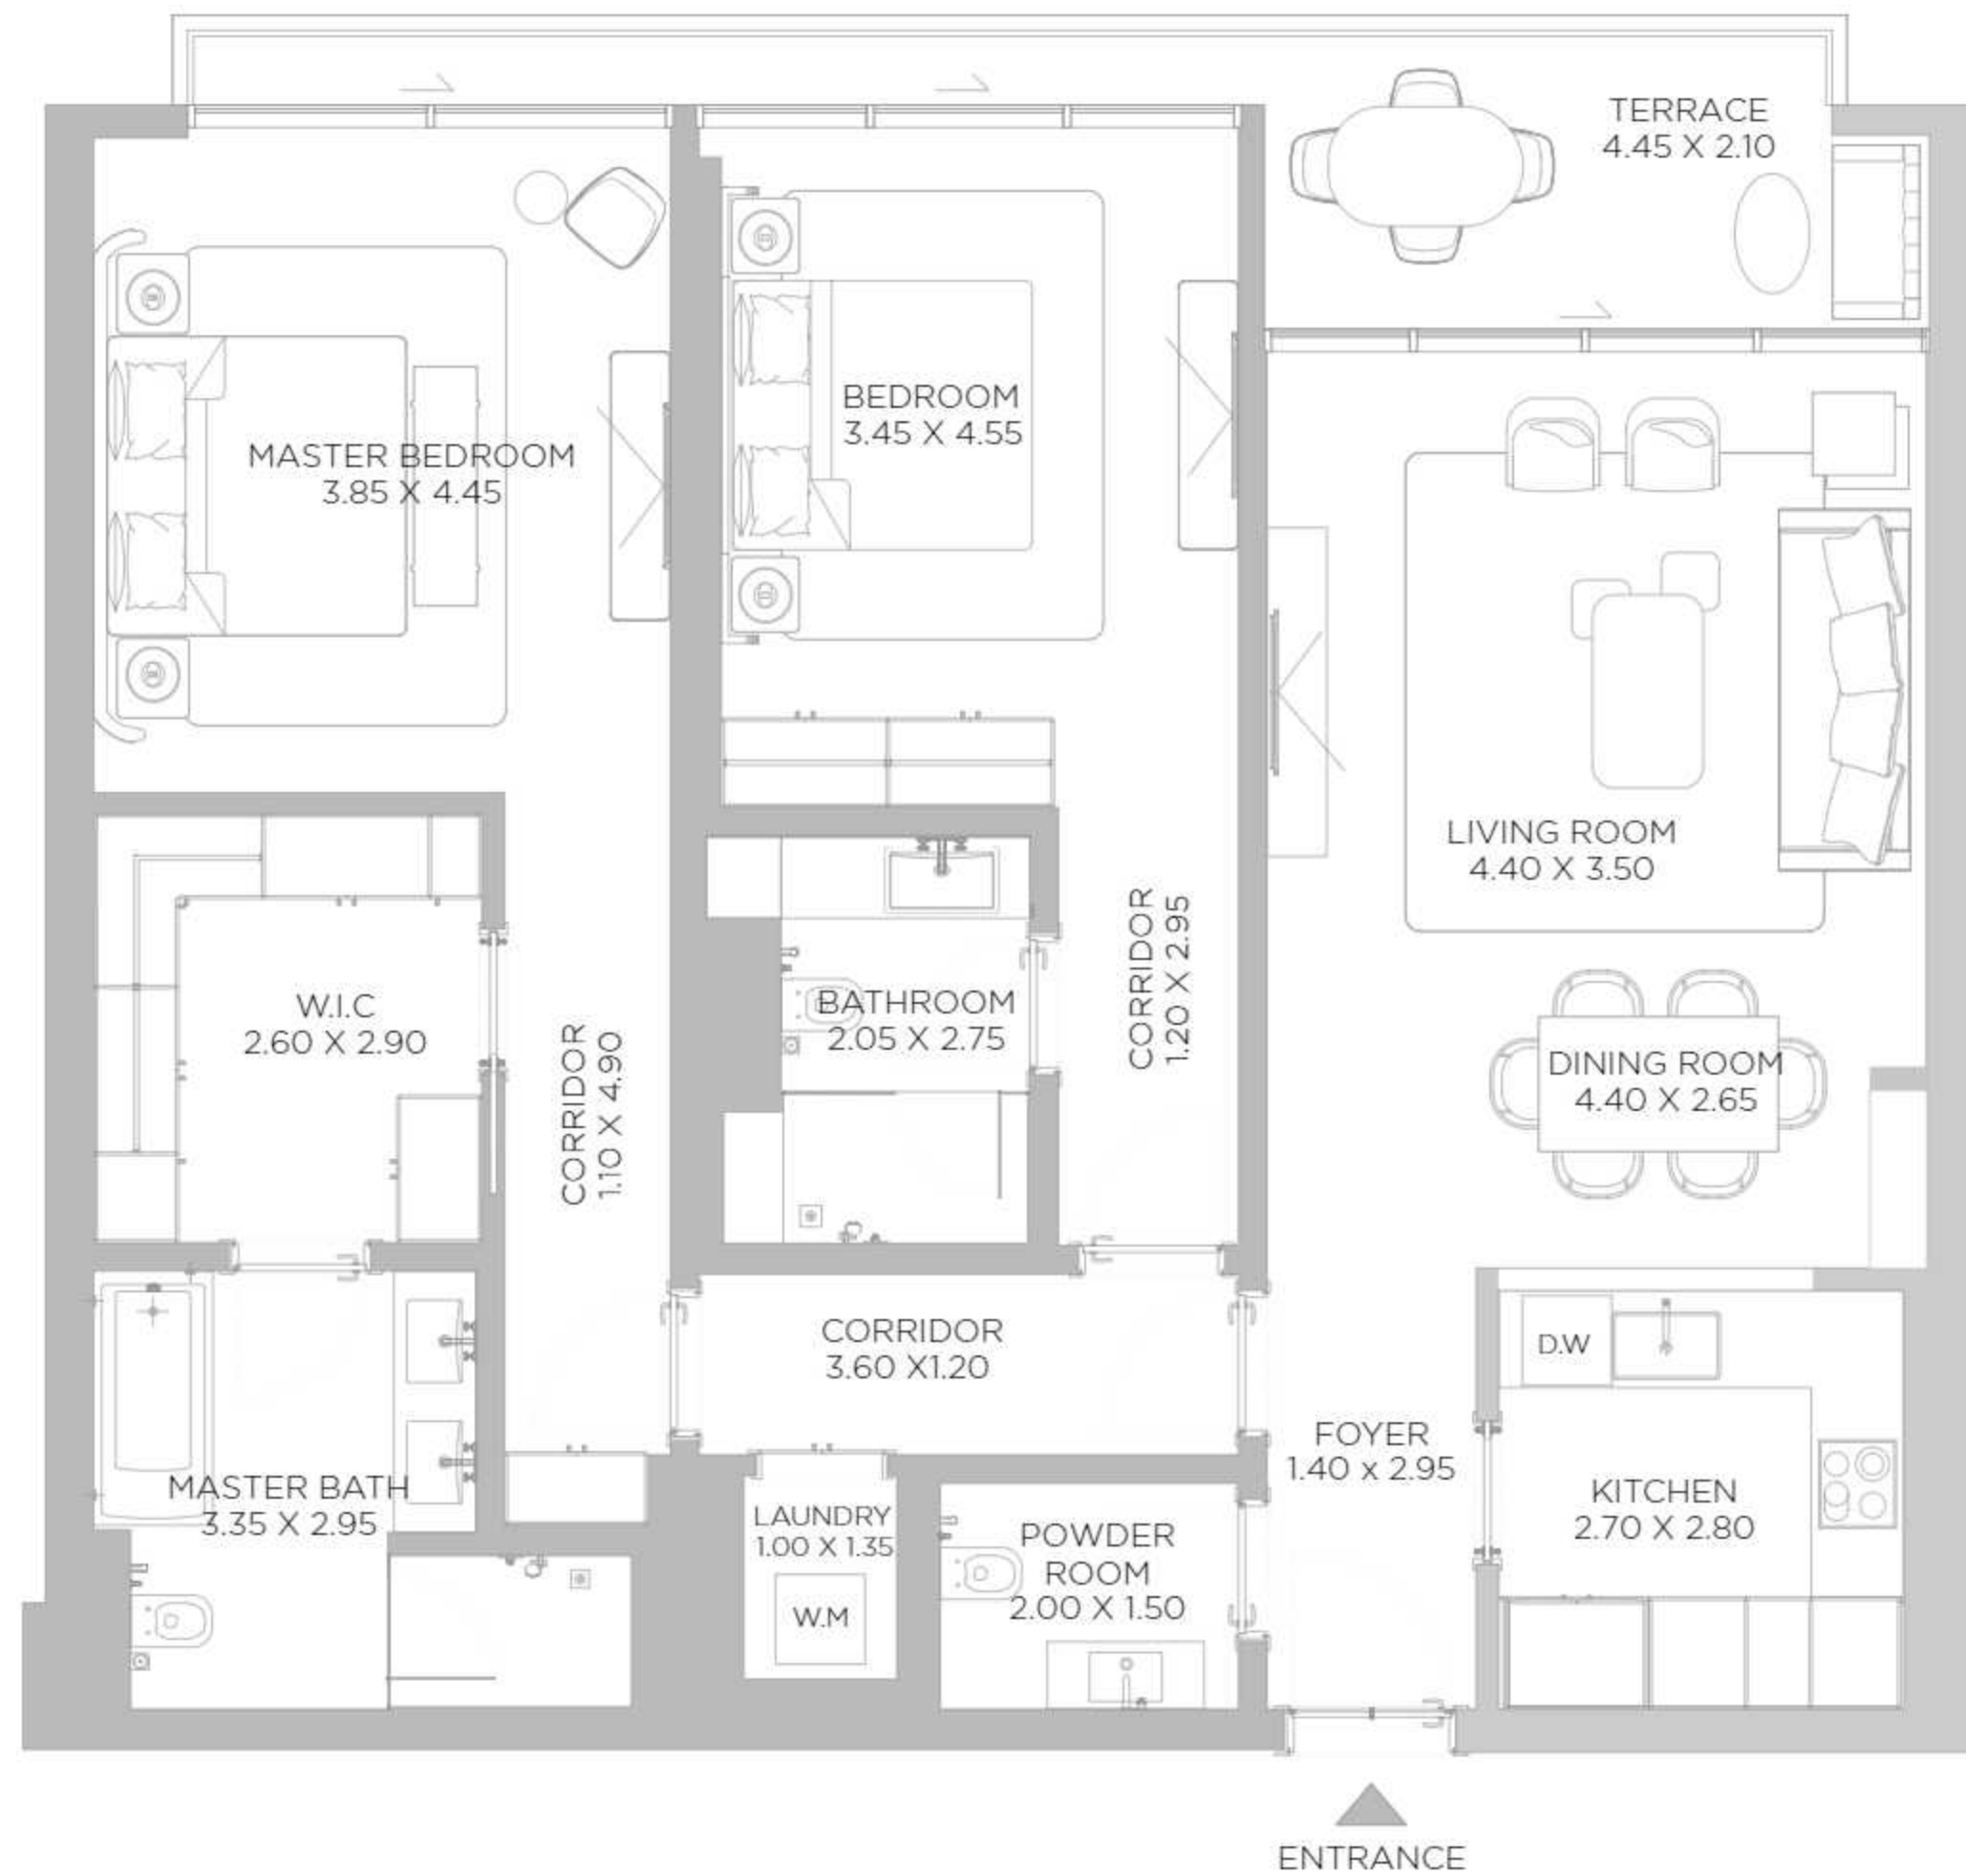 TERRACE
4.45 X 2.10
BEDROOM
3.45 X 4.55
MASTER BEDROOM
3.85 X 4.45
LIVING ROOM
4.40 X 3.50
W.I.C
2.60 X 2.90
CORRIDOR
1.10 X 4.90
BATHROOM
2.05 X 2.75
CORRIDOR
1.20 X 2.95
DINING ROOM
4.40 X 2.65
CORRIDOR
3.60 X1.20
D.W
FOYER
1.40 x 2.95
KITCHEN
2.70 X 2.80
MASTER BATH
3.35 X 2.95
LAUNDRY
1.00 X 1.35
W.M
POWDER
ROOM
2.00 X 1.50
ENTRANCE